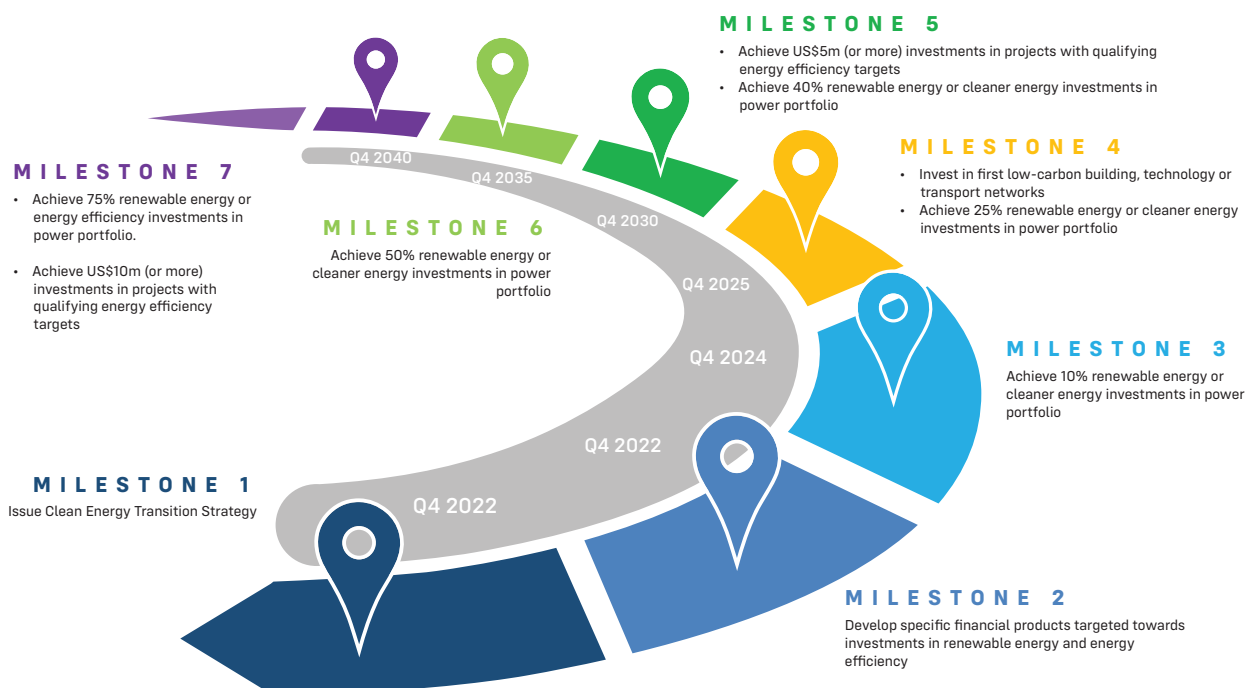 MILESTONE 5
• Achieve US$5m (or more) investments in projects with qualifying
energy efficiency targets
• Achieve 40% renewable energy or cleaner energy investments in
power portfolio
MILESTONE 4
• Invest in first low-carbon building, technology or
transport networks
• Achieve 25% renewable energy or cleaner energy
investments in power portfolio
MILESTONE 7
• Achieve 75% renewable energy or
energy efficiency investments in
power portfolio.
• Achieve US$10m (or more)
investments in projects with
qualifying energy efficiency
targets
MILESTONE 6
Achieve 50% renewable energy or
cleaner energy investments in power
portfolio
Q4 2040
Q4 2035
Q4 2030
Q4 2025
Q4 2024
Q4 2022
Q4 2022
MILESTONE 3
Achieve 10% renewable energy or
cleaner energy investments in power
portfolio
MILESTONE 1
Issue Clean Energy Transition Strategy
MILESTONE 2
Develop specific financial products targeted towards
investments in renewable energy and energy
efficiency